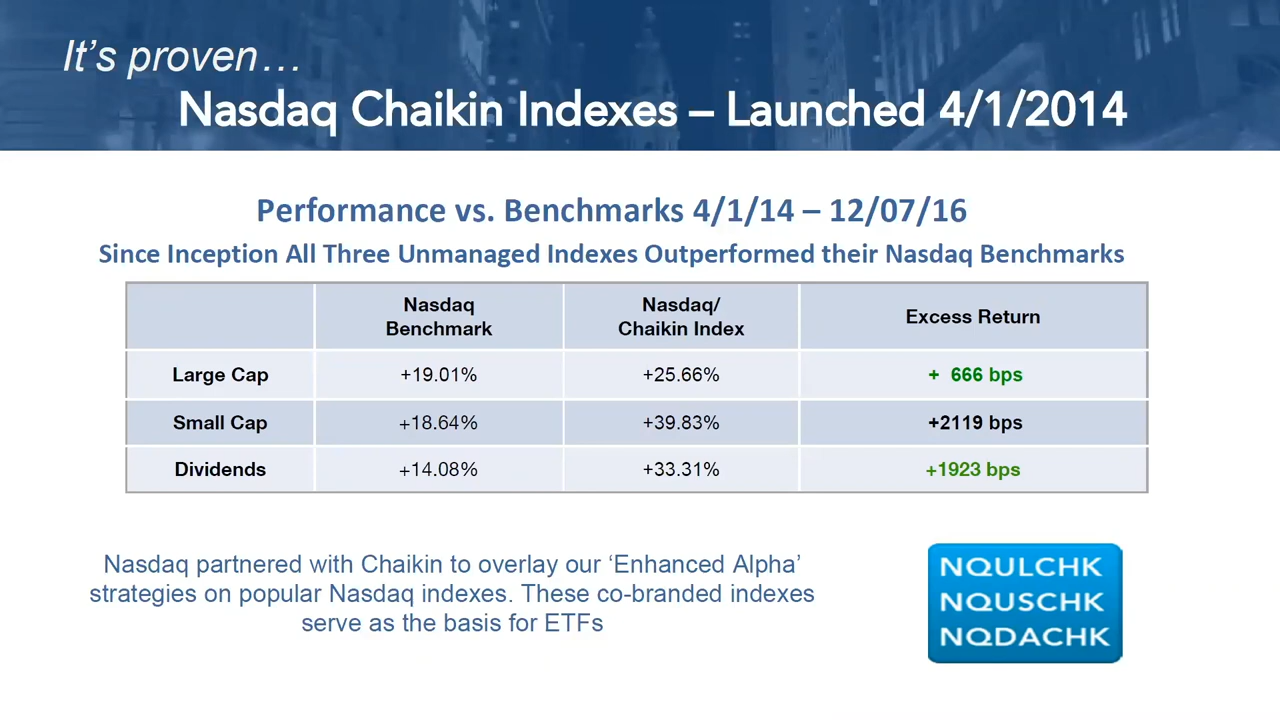 It's proven…
Nasdaq Chaikin Indexes – Launched 4/1/2014
Performance vs. Benchmarks 4/1/14 – 12/07/16
Since Inception All Three Unmanaged Indexes Outperformed their Nasdaq Benchmarks
Nasdaq Benchmark Nasdaq/ Chaikin Index Excess Return
Large Cap +19.01% +25.66% + 666 bps
Small Cap +18.64% +39.83% +2119 bps
Dividends +14.08% +33.31% +1923 bps
Nasdaq partnered with Chaikin to overlay our ‘Enhanced Alpha’
strategies on popular Nasdaq indexes. These co-branded indexes
serve as the basis for ETFs
NQULCHK
NQUSCHK
NQDACHK